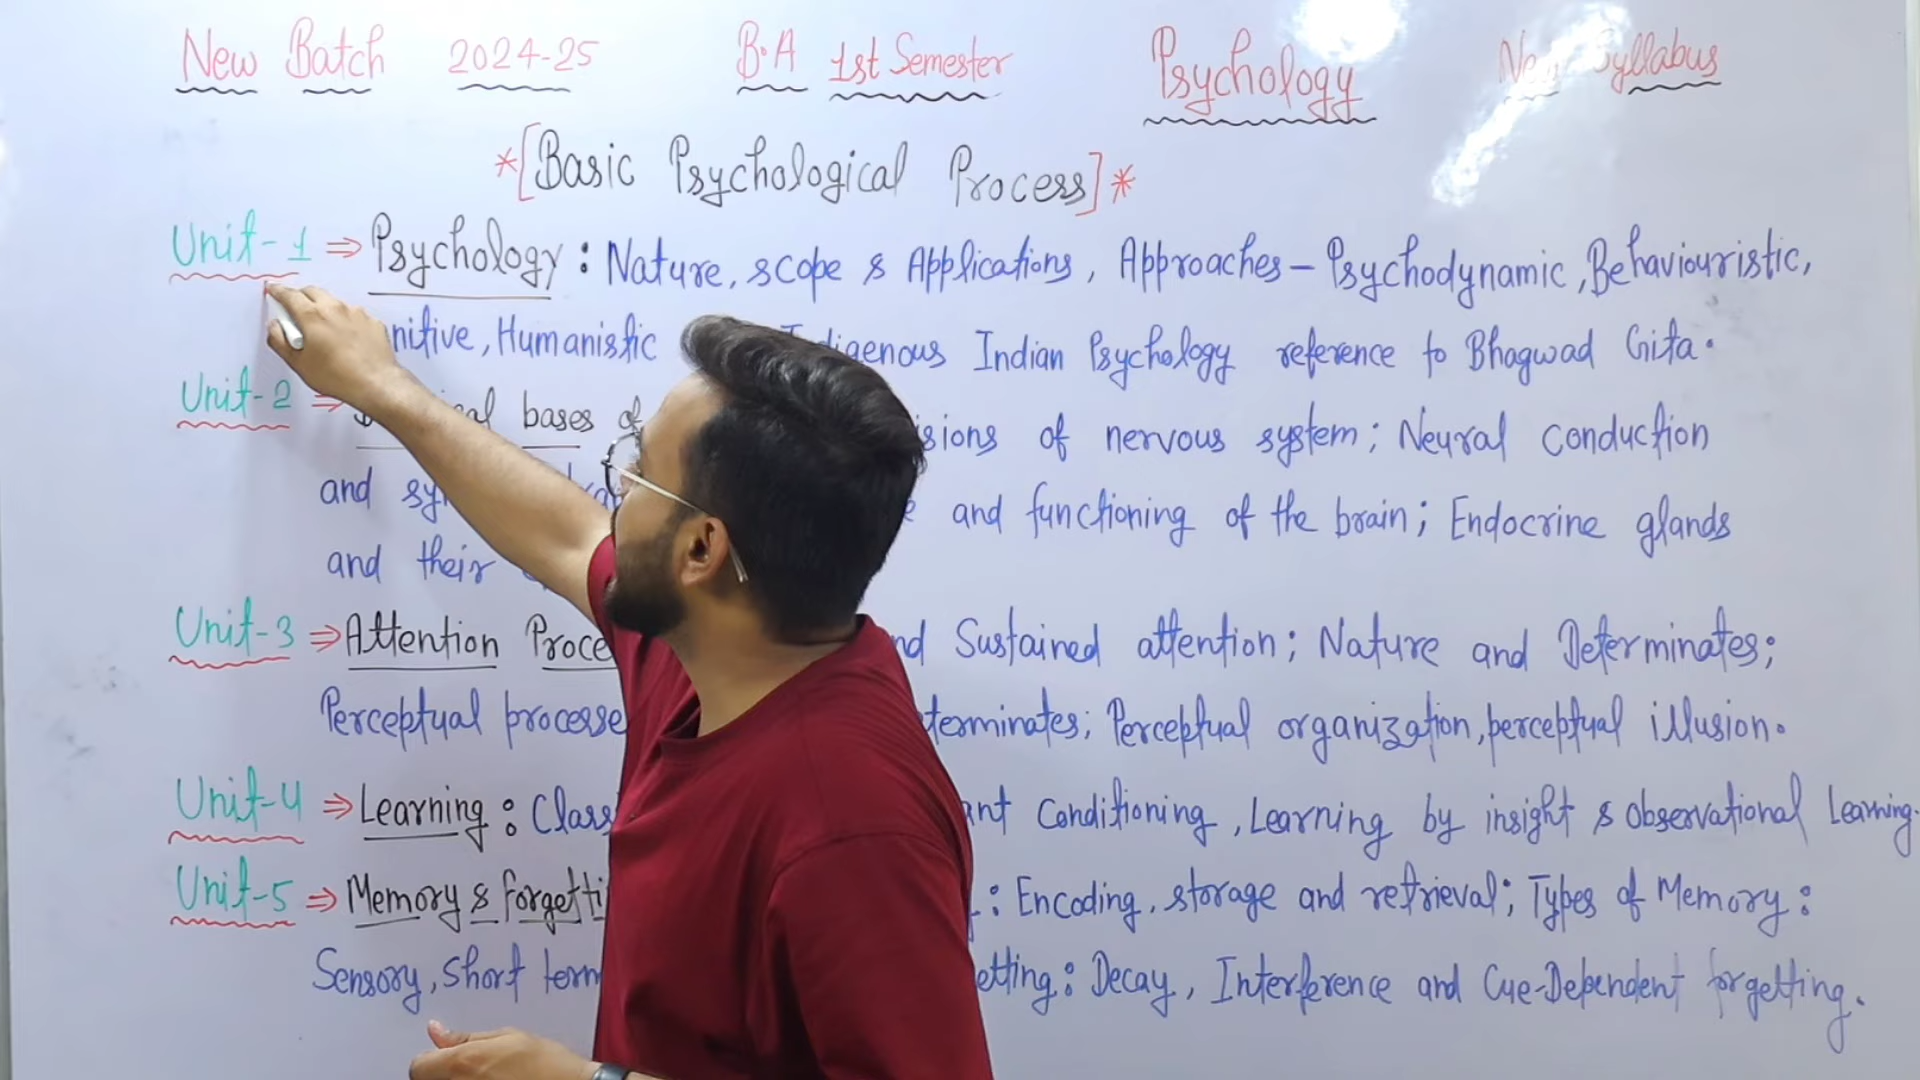 New Batch 2024-25 B.A 1st Semester Psychology New Syllabus
*[Basic Psychological Process]*
Unit-1 ⇒ Psychology : Nature, scope & Applications, Approaches - Psychodynamic, Behaviouristic,
nitive, Humanistic Indigenous Indian Psychology reference to Bhagwad Gita.
Unit-2 ⇒ bases of isions of nervous system; Neural conduction
and and functioning of the brain; Endocrine glands
and their
Unit-3 ⇒ Attention Proce nd Sustained attention; Nature and Determinates;
Perceptual processe terminates; Perceptual organization, perceptual illusion.
Unit-4 ⇒ Learning : Class ant Conditioning, Learning by insight & observational Learning.
Unit-5 ⇒ Memory & forgetti : Encoding, storage and retrieval; Types of Memory :
Sensory, short term etting : Decay, Interference and Cue-Dependent forgetting.